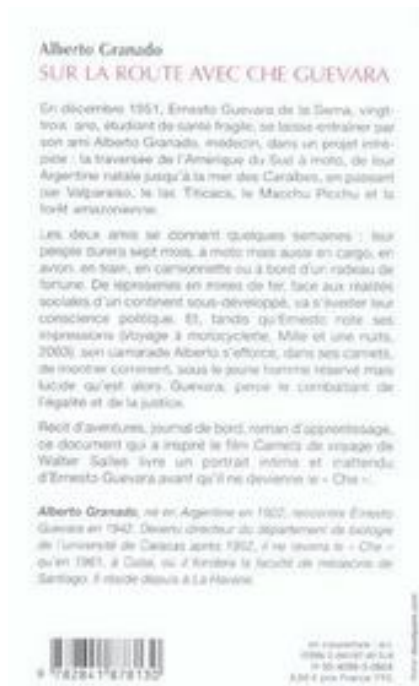 Alberto Granado
SUR LA ROUTE AVEC CHE GUEVARA
En décembre 1951, Ernesto Guevara de la Serna, vingt-
trois ans, étudiant de santé fragile, se laisse entraîner par
son ami Alberto Granado, médecin, dans un projet intré-
pide : la traversée de l'Amérique du Sud à moto, de leur
Argentine natale jusqu'à la mer des Caraïbes, en passant
par Valparaiso, le lac Titicaca, le Macchu Picchu et la
forêt amazonienne.
Les deux amis se donnent quelques semaines : leur
périple durera sept mois, à moto mais aussi en cargo, en
avion, en train, en camionnette ou à bord d'un radeau de
fortune. De léproseries en mines de fer, face aux réalités
sociales d'un continent sous-développé, va s'éveiller leur
conscience politique. Et, tandis qu'Ernesto note ses
impressions (Voyage à motocyclette, Mille et une nuits,
2003), son camarade Alberto s'efforce, dans ses carnets,
de montrer comment, sous le jeune homme réservé mais
lucide qu'est alors Guevara, perce le combattant de
l'égalité et de la justice.
Récit d'aventures, journal de bord, roman d'apprentissage,
ce document qui a inspiré le film Carnets de voyage de
Walter Salles livre un portrait intime et inattendu
d'Ernesto Guevara avant qu'il ne devienne le « Che ».
Alberto Granado, né en Argentine en 1922, rencontre Ernesto
Guevara en 1942. Devenu directeur du département de biologie
de l'université de Caracas après 1952, il ne reverra le « Che »
qu'en 1961, à Cuba, où il fondera la faculté de médecine de
Santiago. Il réside depuis à La Havane.
9 782841 878130